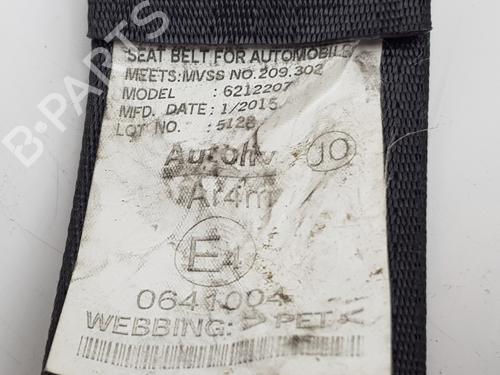 SEAT BELT FOR AUTOMOBILE
MEETS:MVSS NO.209.302
MODEL : 6212207
MFD. DATE: 1/2015
LOT NO. : 5128
Autoliv JO
Ar4m
E4
0641004
WEBBING: PET
B-PARTS